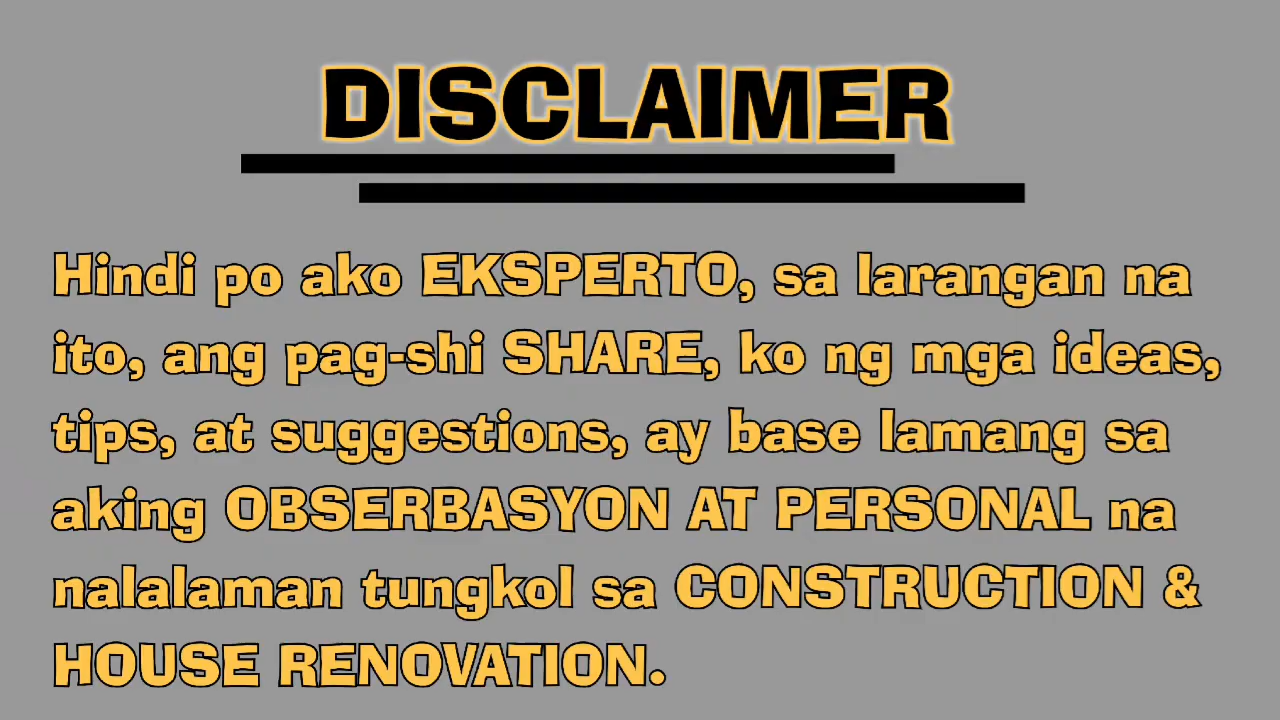 DISCLAIMER
Hindi po ako EKSPERTO, sa larangan na
ito, ang pag-shi SHARE, ko ng mga ideas,
tips, at suggestions, ay base lamang sa
aking OBSERBASYON AT PERSONAL na
nalalaman tungkol sa CONSTRUCTION &
HOUSE RENOVATION.